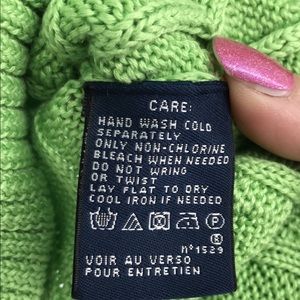 CARE:
HAND WASH COLD
SEPARATELY
ONLY NON-CHLORINE
BLEACH WHEN NEEDED
DO NOT WRING
OR TWIST
LAY FLAT TO DRY
COOL IRON IF NEEDED
P
n°1529
VOIR AU VERSO
POUR ENTRETIEN